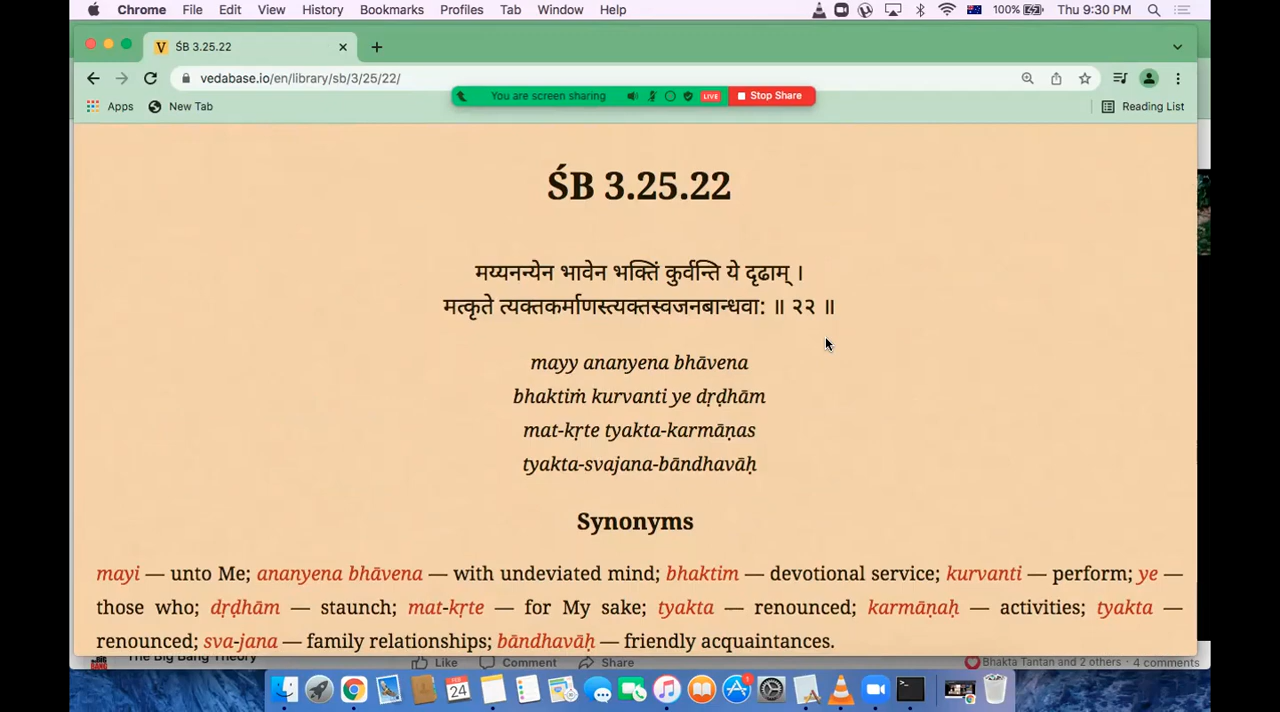 Chrome File Edit View History Bookmarks Profiles Tab Window Help 100% Thu 9:30 PM
V ŚB 3.25.22
vedabase.io/en/library/sb/3/25/22/
You are screen sharing LIVE Stop Share
Apps New Tab Reading List
ŚB 3.25.22
मय्यनन्येन भावेन भक्तिं कुर्वन्ति ये दृढाम् ।
मत्कृते त्यक्तकर्माणस्त्यक्तस्वजनबान्धवा: ॥ २२ ॥
mayy ananyena bhāvena
bhaktiṁ kurvanti ye dṛḍhām
mat-kṛte tyakta-karmāṇas
tyakta-svajana-bāndhavāḥ
Synonyms
mayi — unto Me; ananyena bhāvena — with undeviated mind; bhaktim — devotional service; kurvanti — perform; ye —
those who; dṛḍhām — staunch; mat-kṛte — for My sake; tyakta — renounced; karmāṇaḥ — activities; tyakta —
renounced; sva-jana — family relationships; bāndhavāḥ — friendly acquaintances.
The Big Bang Theory Like Comment Share Bhakta Tantan and 2 others · 4 comments
FEB
24
1